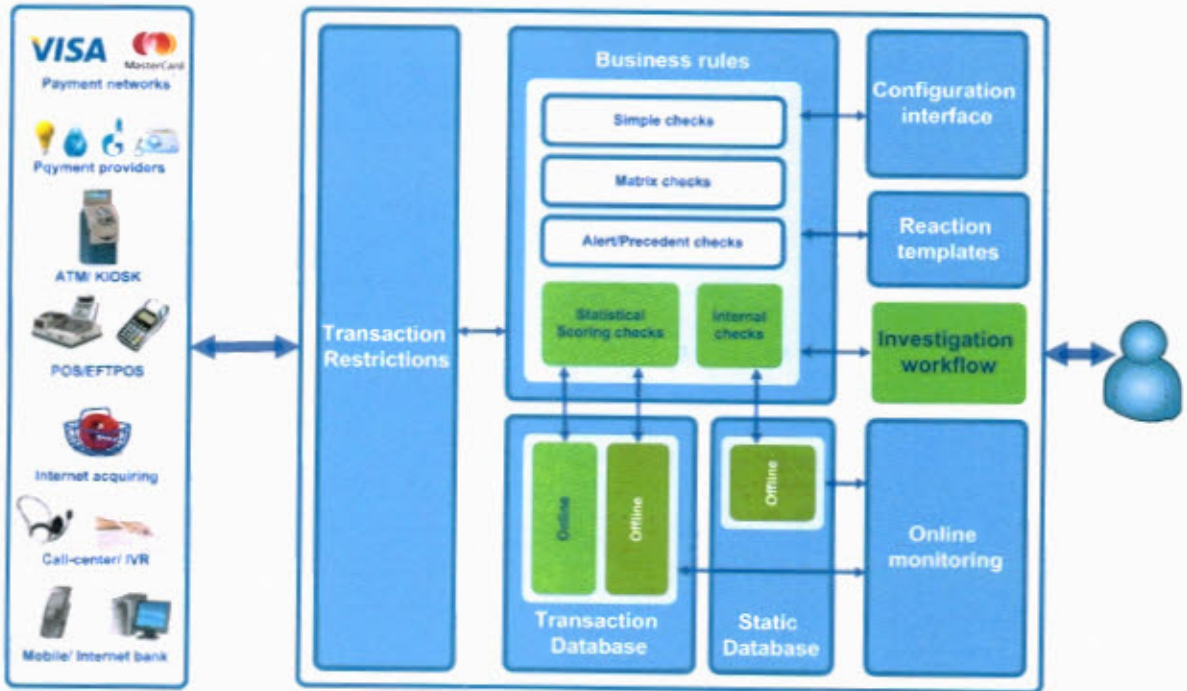 VISA
MasterCard
Payment networks
Pqyment providers
ATM/ KIOSK
POS/EFTPOS
Internet acquiring
Call-center/ IVR
Mobile/ Internet bank
Transaction
Restrictions
Business rules
Simple checks
Matrix checks
Alert/Precedent checks
Statistical
Scoring checks
Internal
checks
Online
Offline
Transaction
Database
Offline
Static
Database
Configuration
interface
Reaction
templates
Investigation
workflow
Online
monitoring